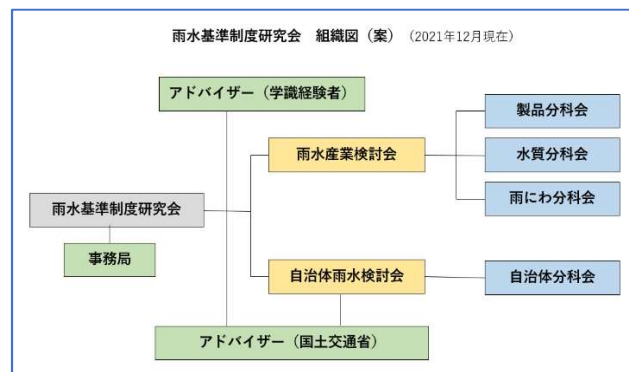 雨水基準制度研究会　組織図（案）（2021年12月現在）
アドバイザー（学識経験者）
製品分科会
雨水産業検討会
水質分科会
雨にわ分科会
雨水基準制度研究会
事務局
自治体雨水検討会
自治体分科会
アドバイザー（国土交通省）